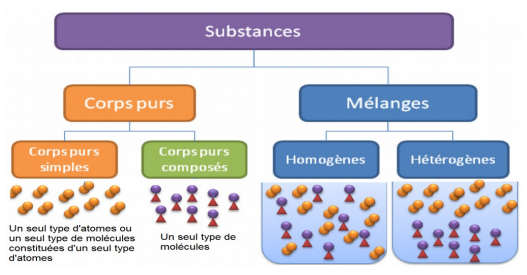 Substances
Corps purs
Mélanges
Corps purs
simples
Corps purs
composés
Homogènes
Hétérogènes
Un seul type d'atomes ou
un seul type de molécules
constituées d'un seul type
d'atomes
Un seul type de
molécules